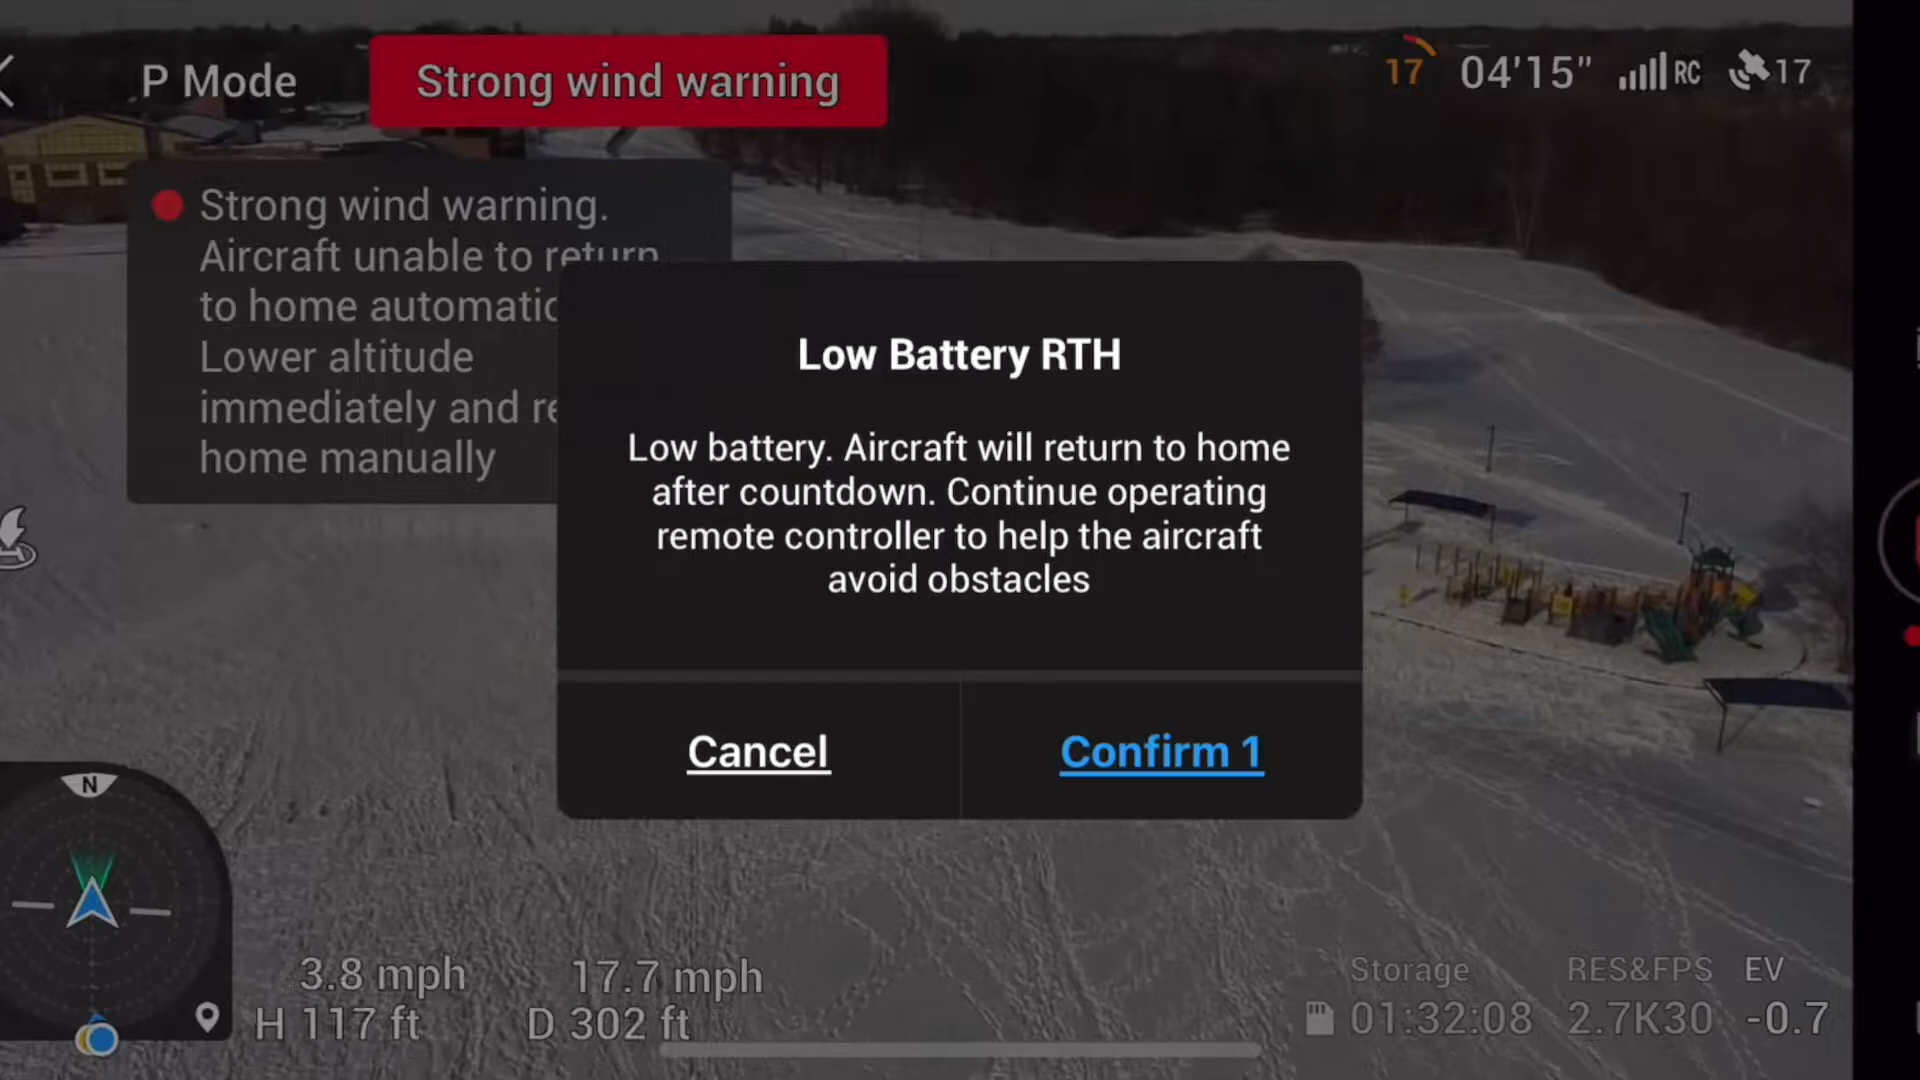 P Mode
Strong wind warning
17
04'15"
RC
17
Strong wind warning.
Aircraft unable to return
to home
Lower altitude
immediately and
home manually
Low Battery RTH
Low battery. Aircraft will return to home
after countdown. Continue operating
remote controller to help the aircraft
avoid obstacles
Cancel
Confirm 1
N
3.8 mph
17.7 mph
H 117 ft
D 302 ft
Storage
RES&FPS
EV
01:32:08
2.7K30
-0.7